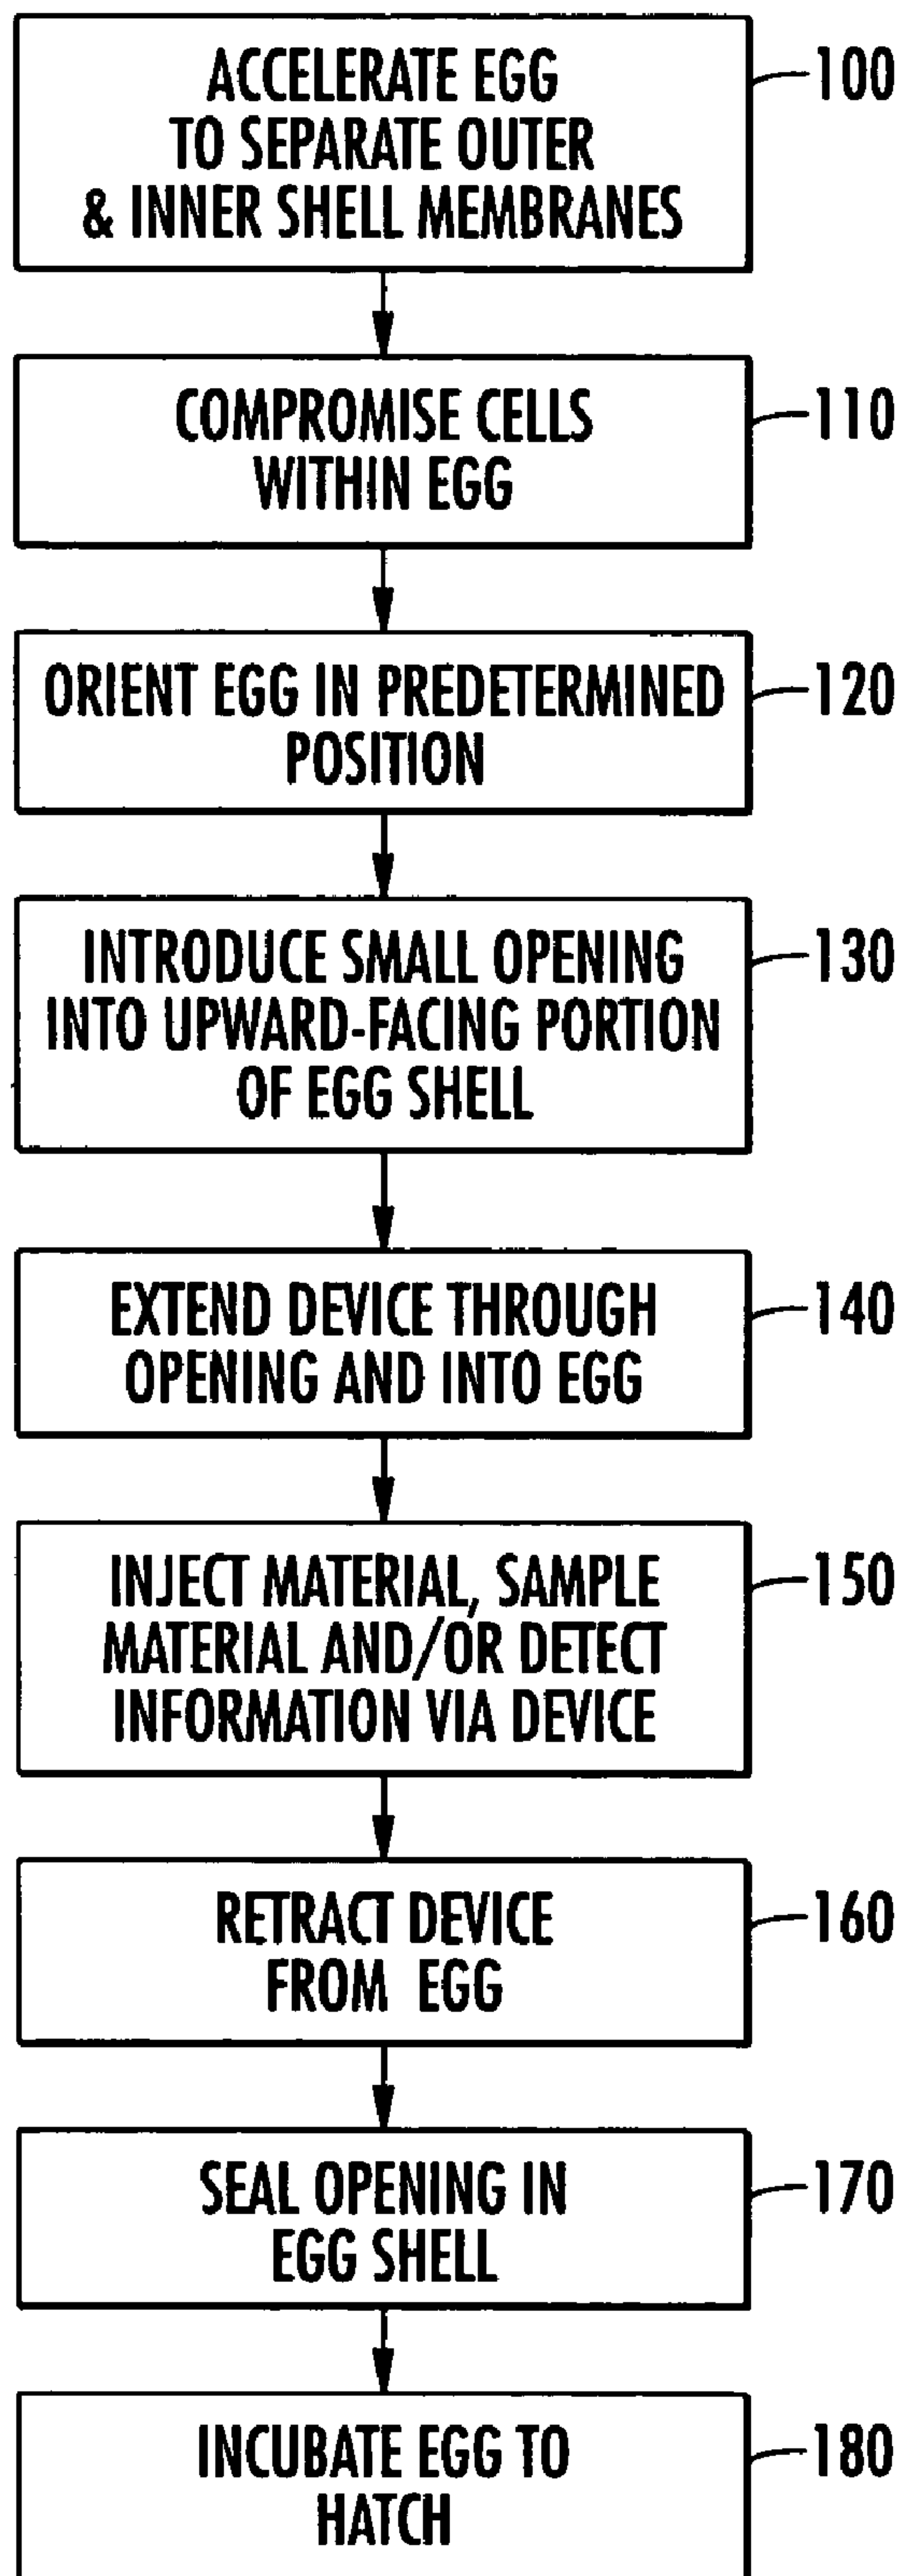 ACCELERATE EGG
TO SEPARATE OUTER
& INNER SHELL MEMBRANES
100
COMPROMISE CELLS
WITHIN EGG
110
ORIENT EGG IN PREDETERMINED
POSITION
120
INTRODUCE SMALL OPENING
INTO UPWARD-FACING PORTION
OF EGG SHELL
130
EXTEND DEVICE THROUGH
OPENING AND INTO EGG
140
INJECT MATERIAL, SAMPLE
MATERIAL AND/OR DETECT
INFORMATION VIA DEVICE
150
RETRACT DEVICE
FROM EGG
160
SEAL OPENING IN
EGG SHELL
170
INCUBATE EGG TO
HATCH
180